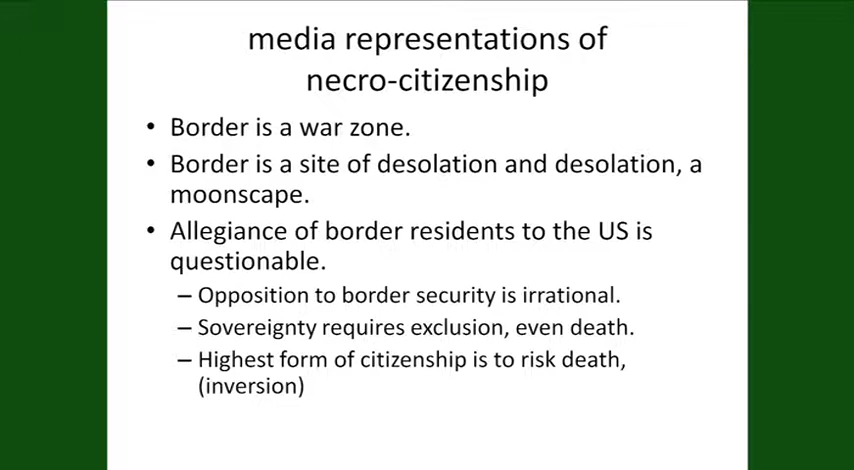 media representations of
necro-citizenship
• Border is a war zone.
• Border is a site of desolation and desolation, a
moonscape.
• Allegiance of border residents to the US is
questionable.
– Opposition to border security is irrational.
– Sovereignty requires exclusion, even death.
– Highest form of citizenship is to risk death,
(inversion)